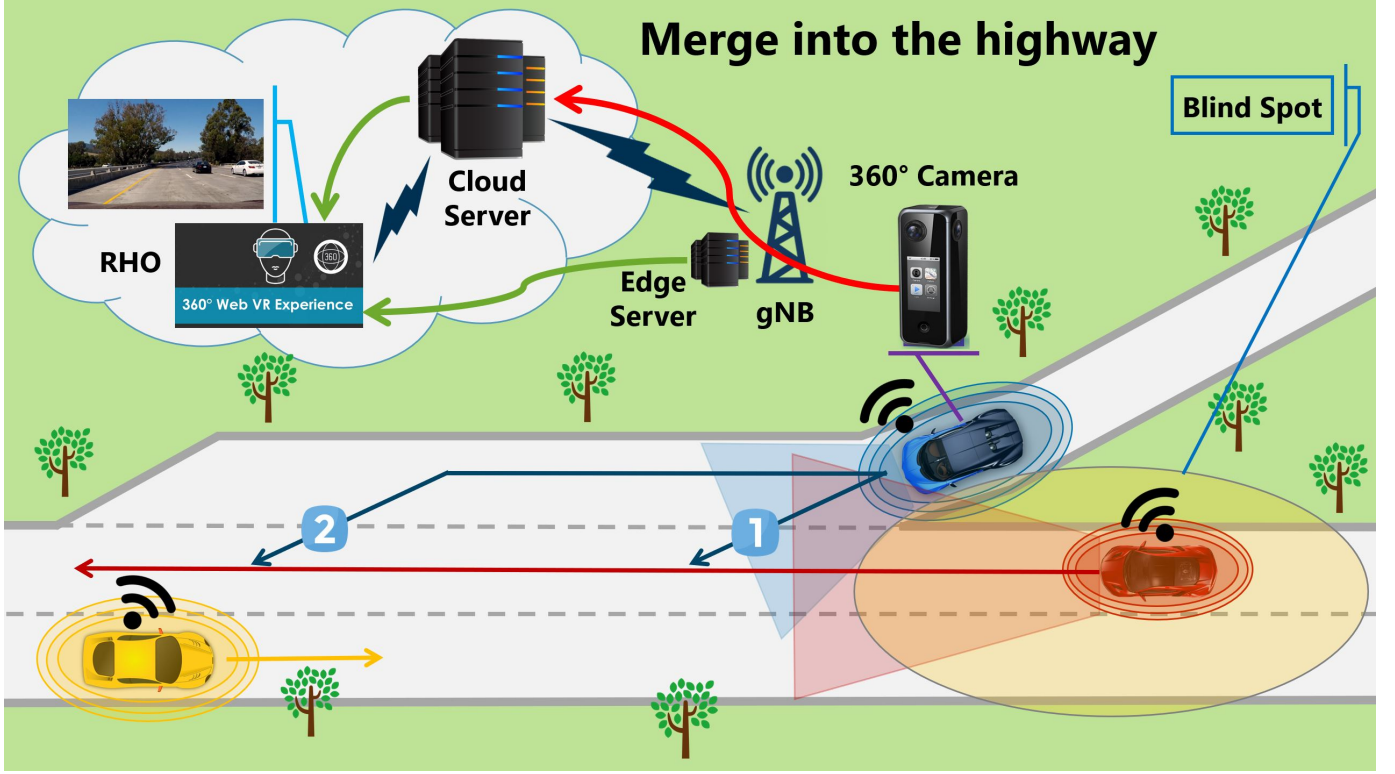 Merge into the highway
Blind Spot
Cloud
Server
360° Camera
RHO
360
360° Web VR Experience
Edge
Server
gNB
2
1